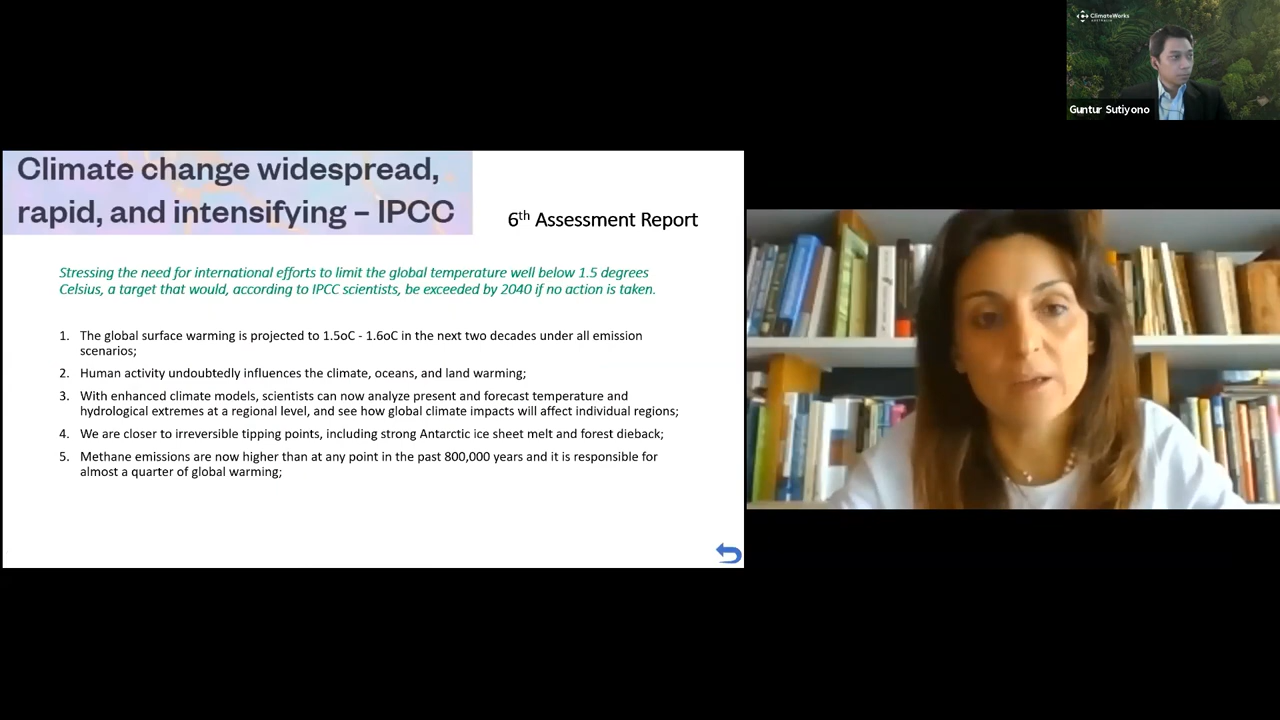 ClimateWorks
AUSTRALIA
Guntur Sutiyono
Climate change widespread,
rapid, and intensifying – IPCC
6th Assessment Report
Stressing the need for international efforts to limit the global temperature well below 1.5 degrees
Celsius, a target that would, according to IPCC scientists, be exceeded by 2040 if no action is taken.
1. The global surface warming is projected to 1.5oC - 1.6oC in the next two decades under all emission
scenarios;
2. Human activity undoubtedly influences the climate, oceans, and land warming;
3. With enhanced climate models, scientists can now analyze present and forecast temperature and
hydrological extremes at a regional level, and see how global climate impacts will affect individual regions;
4. We are closer to irreversible tipping points, including strong Antarctic ice sheet melt and forest dieback;
5. Methane emissions are now higher than at any point in the past 800,000 years and it is responsible for
almost a quarter of global warming;